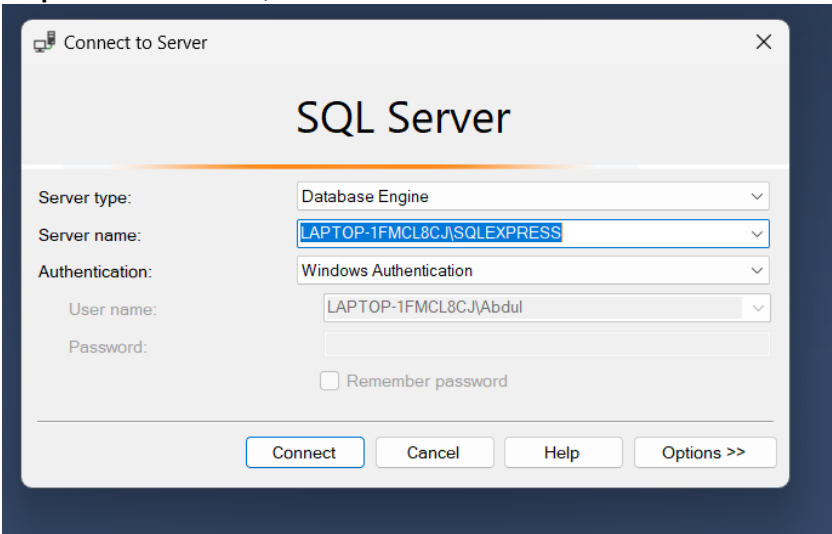 Connect to Server
SQL Server
Server type: Database Engine
Server name: LAPTOP-1FMCL8CJ\SQLEXPRESS
Authentication: Windows Authentication
User name: LAPTOP-1FMCL8CJ\Abdul
Password:
Remember password
Connect Cancel Help Options >>